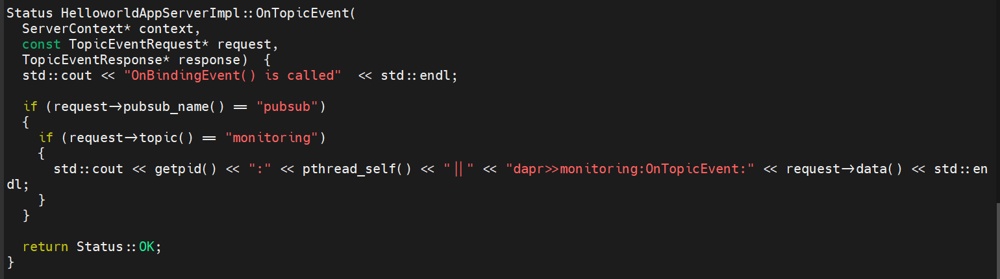 Status HelloworldAppServerImpl::OnTopicEvent(
  ServerContext* context,
  const TopicEventRequest* request,
  TopicEventResponse* response)  {
  std::cout << "OnBindingEvent() is called"  << std::endl;

  if (request->pubsub_name() == "pubsub")
  {
    if (request->topic() == "monitoring")
    {
      std::cout << getpid() << ":" << pthread_self() << "||" << "dapr>>monitoring:OnTopicEvent:" << request->data() << std::en
dl;
    }
  }

  return Status::OK;
}